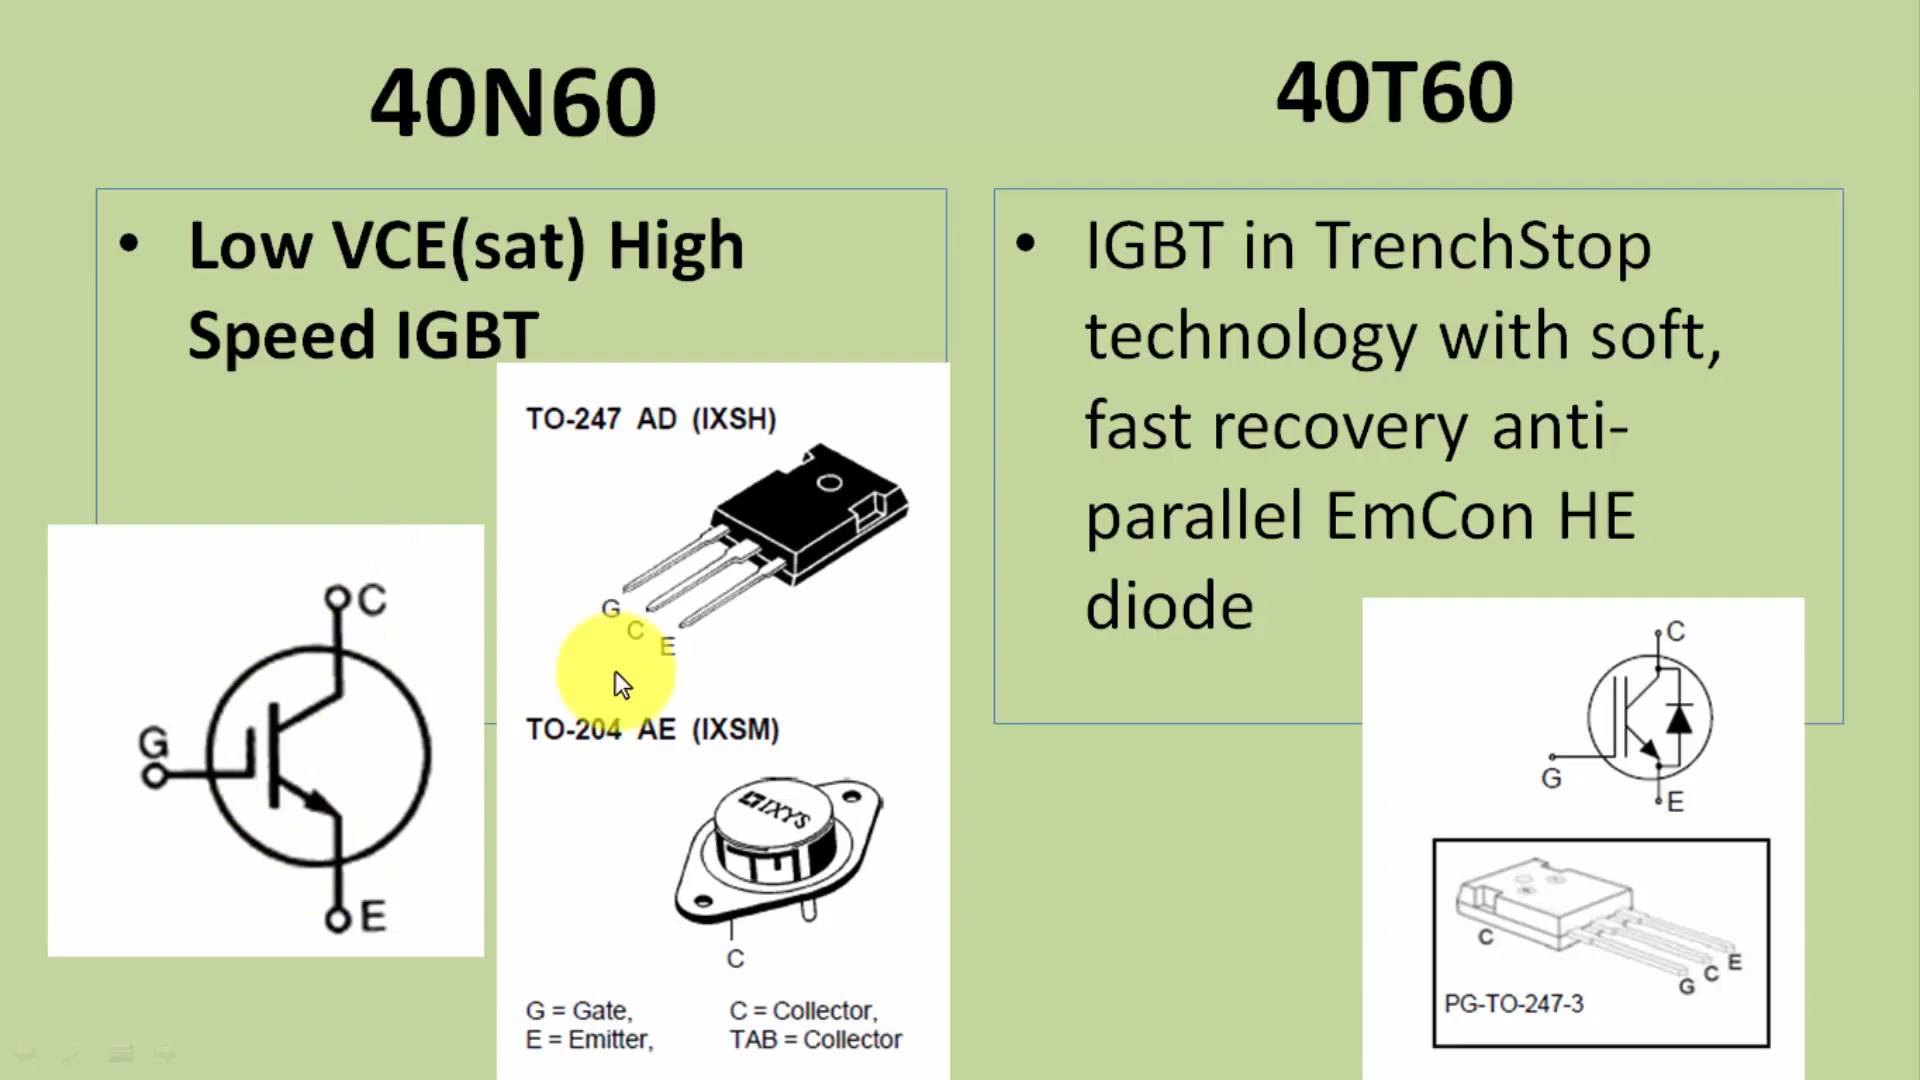 40N60
• Low VCE(sat) High
Speed IGBT
C
G
E
TO-247 AD (IXSH)
G
C
E
TO-204 AE (IXSM)
IXYS
C
G = Gate,
C = Collector,
E = Emitter,
TAB = Collector
40T60
• IGBT in TrenchStop
technology with soft,
fast recovery anti-
parallel EmCon HE
diode
C
G
E
C
G
C
E
PG-TO-247-3